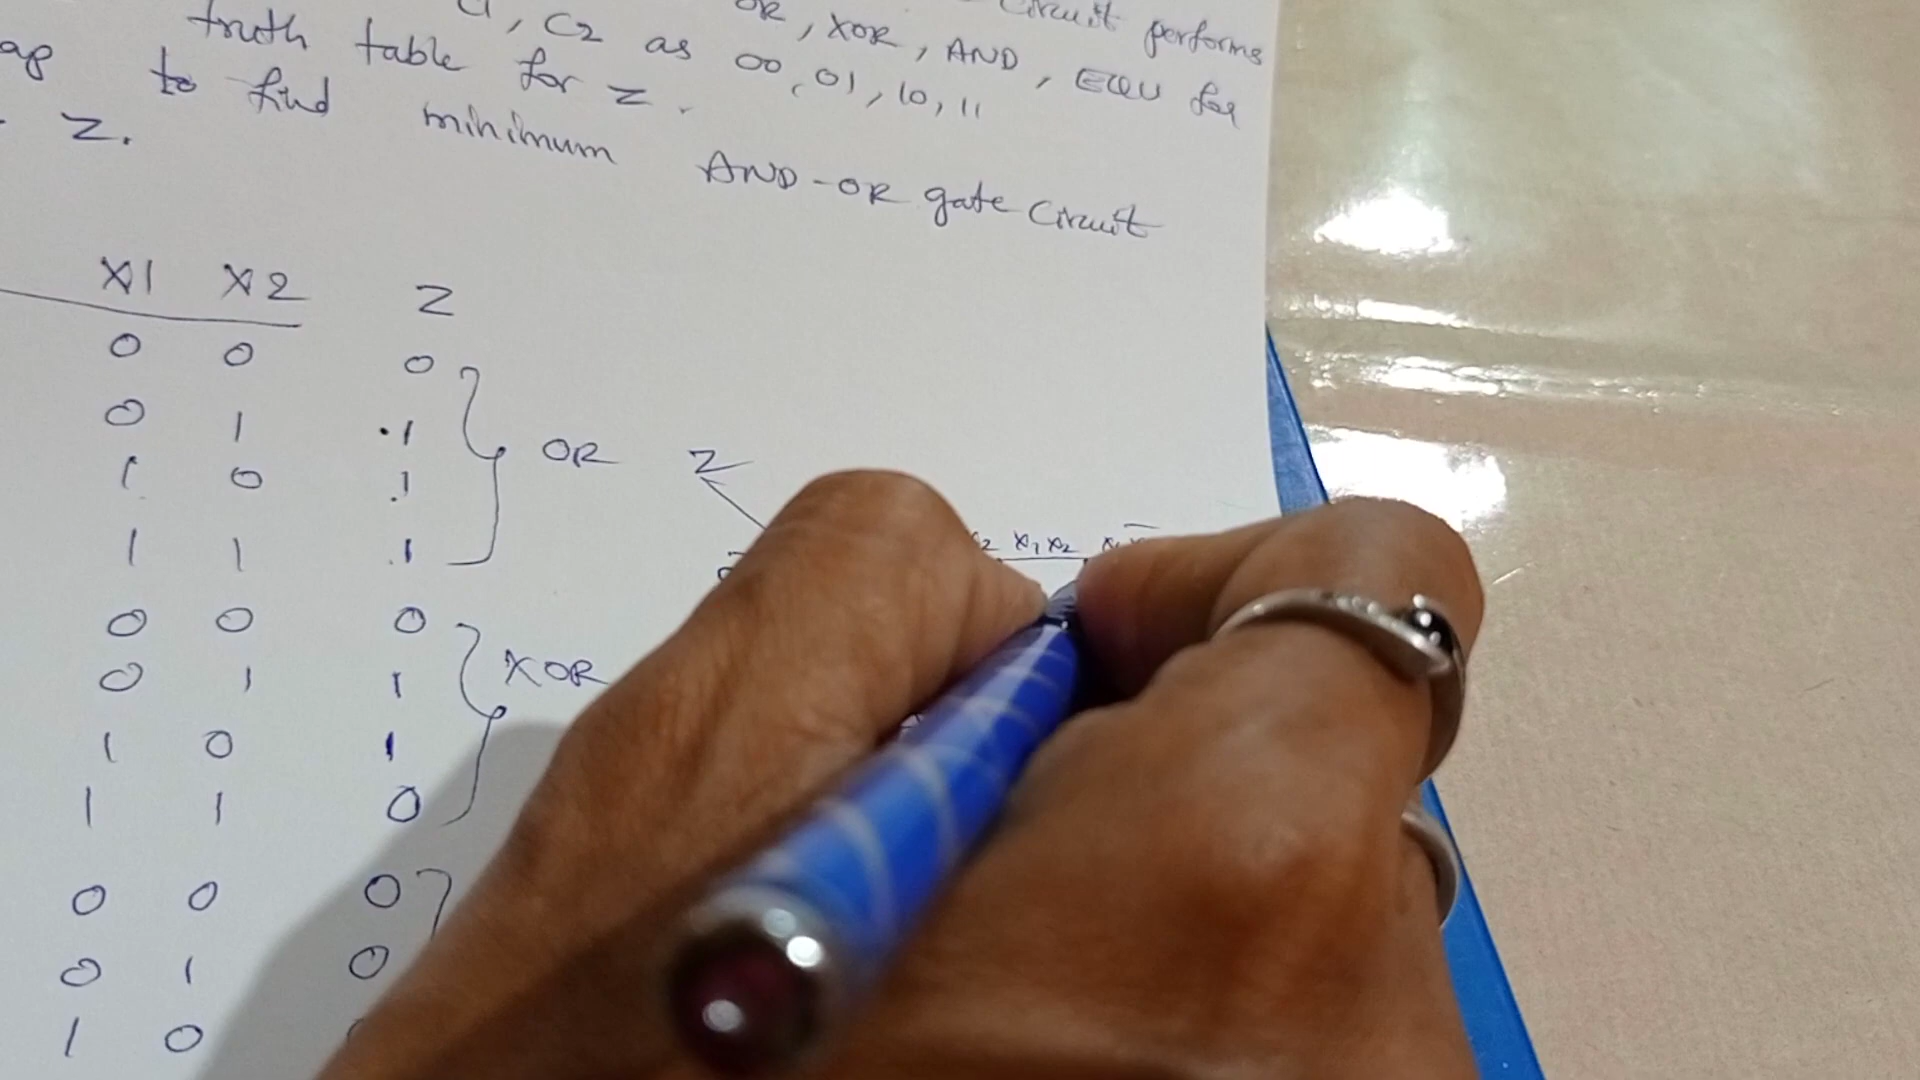 OR, XOR, AND, EQU for
circuit performs
C1, C2 as 00, 01, 10, 11
truth table for Z.
to find minimum AND-OR gate circuit
Z.
X1 X2 Z
0 0 0
0 1 1
1 0 1
1 1 1
OR
Z
X1 X2
0 0 0
0 1 1
1 0 1
1 1 0
XOR
0 0 0
0 1 0
1 0